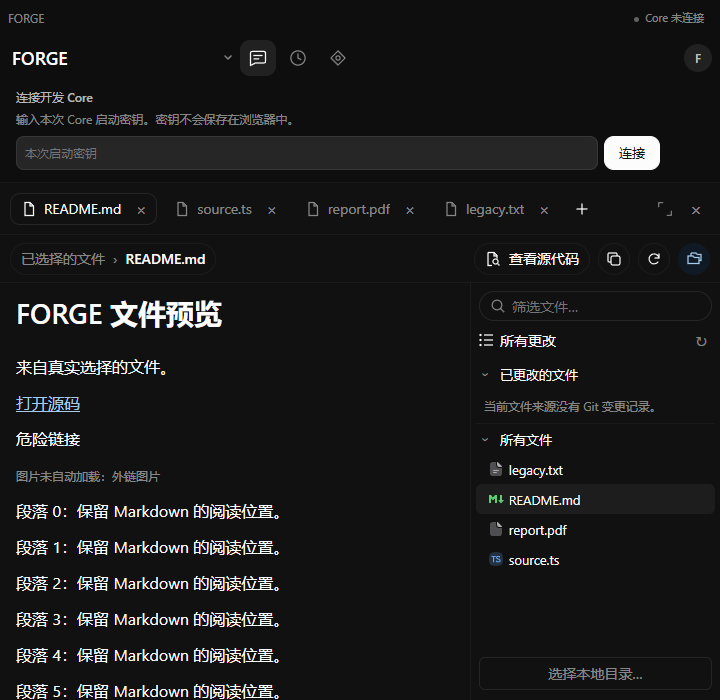 FORGE
Core 未连接
FORGE
F
连接开发 Core
输入本次 Core 启动密钥。密钥不会保存在浏览器中。
本次启动密钥
连接
README.md × source.ts × report.pdf × legacy.txt × + ×
已选择的文件 › README.md
查看源代码
FORGE 文件预览
来自真实选择的文件。
打开源码
危险链接
图片未自动加载：外链图片
段落 0：保留 Markdown 的阅读位置。
段落 1：保留 Markdown 的阅读位置。
段落 2：保留 Markdown 的阅读位置。
段落 3：保留 Markdown 的阅读位置。
段落 4：保留 Markdown 的阅读位置。
段落 5：保留 Markdown 的阅读位置。
筛选文件...
所有更改
已更改的文件
当前文件来源没有 Git 变更记录。
所有文件
legacy.txt
M↓ README.md
report.pdf
TS source.ts
选择本地目录...